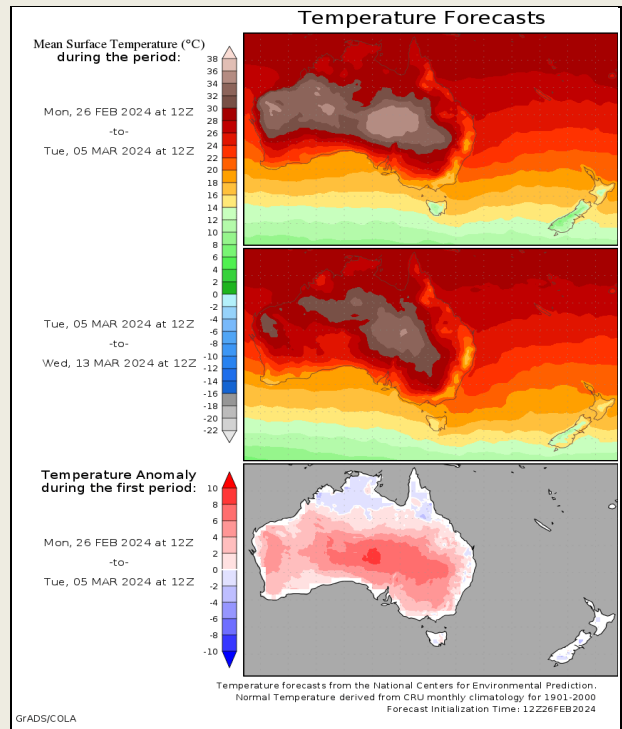 Temperature Forecasts
Mean Surface Temperature (°C)
during the period:
Mon, 26 FEB 2024 at 12Z
-to-
Tue, 05 MAR 2024 at 12Z
38
36
34
32
30
28
26
24
22
20
18
16
14
12
10
8
6
4
2
0
-2
-4
-6
-8
-10
-12
-14
-16
-18
-20
-22
Tue, 05 MAR 2024 at 12Z
-to-
Wed, 13 MAR 2024 at 12Z
Temperature Anomaly
during the first period:
Mon, 26 FEB 2024 at 12Z
-to-
Tue, 05 MAR 2024 at 12Z
10
8
6
4
2
0
-2
-4
-6
-8
-10
Temperature forecasts from the National Centers for Environmental Prediction.
Normal Temperature derived from CRU monthly climatology for 1901-2000
Forecast Initialization Time: 12Z26FEB2024
GrADS/COLA